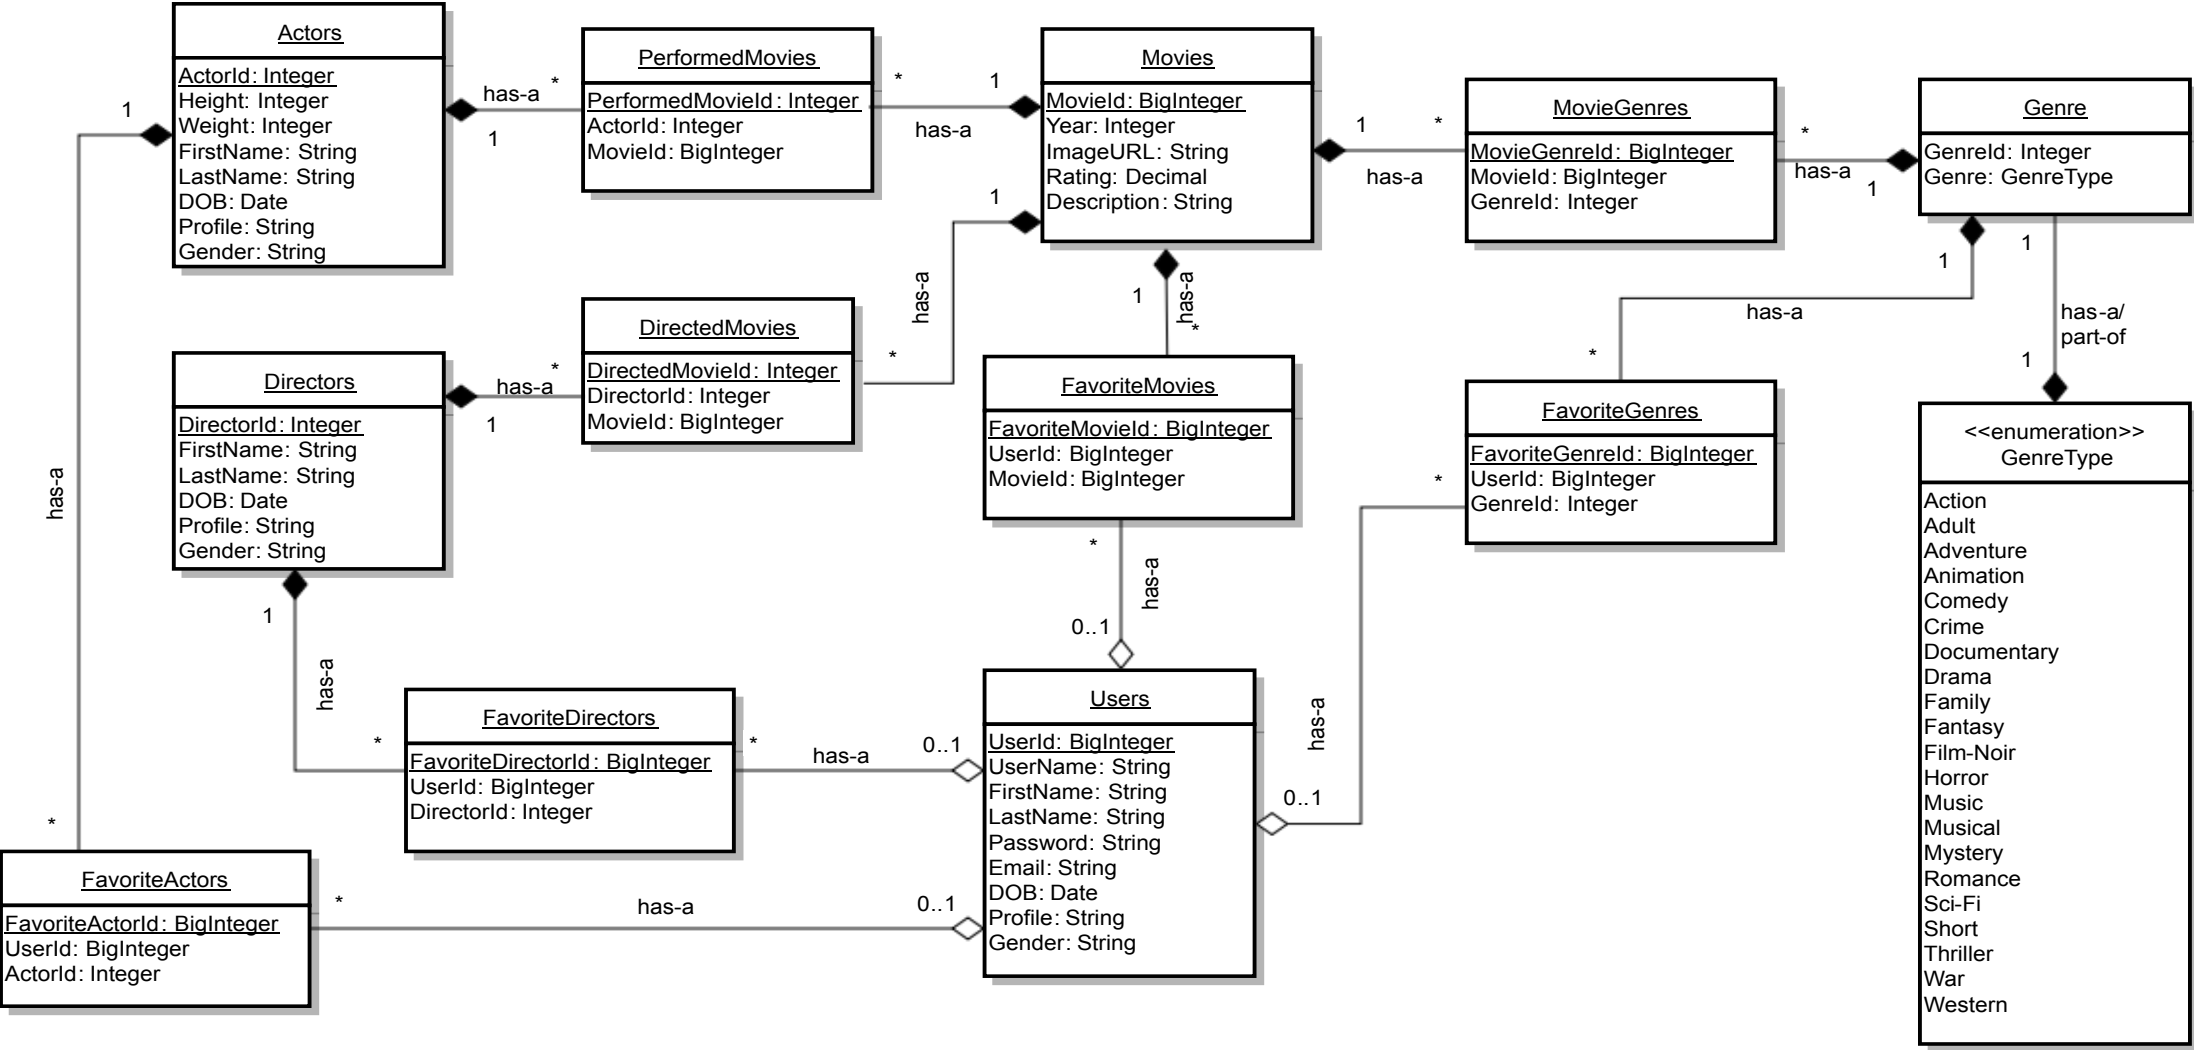 Actors
ActorId: Integer
Height: Integer
Weight: Integer
FirstName: String
LastName: String
DOB: Date
Profile: String
Gender: String
1
has-a
*
1
PerformedMovies
PerformedMovieId: Integer
ActorId: Integer
MovieId: BigInteger
*
1
has-a
Movies
MovieId: BigInteger
Year: Integer
ImageURL: String
Rating: Decimal
Description: String
1
*
has-a
MovieGenres
MovieGenreId: BigInteger
MovieId: BigInteger
GenreId: Integer
*
has-a
1
Genre
GenreId: Integer
Genre: GenreType
1
has-a
*
1
has-a
*
1
has-a
*
1
has-a/
part-of
1
Directors
DirectorId: Integer
FirstName: String
LastName: String
DOB: Date
Profile: String
Gender: String
has-a
*
1
DirectedMovies
DirectedMovieId: Integer
DirectorId: Integer
MovieId: BigInteger
FavoriteMovies
FavoriteMovieId: BigInteger
UserId: BigInteger
MovieId: BigInteger
FavoriteGenres
FavoriteGenreId: BigInteger
UserId: BigInteger
GenreId: Integer
<<enumeration>>
GenreType
Action
Adult
Adventure
Animation
Comedy
Crime
Documentary
Drama
Family
Fantasy
Film-Noir
Horror
Music
Musical
Mystery
Romance
Sci-Fi
Short
Thriller
War
Western
has-a
*
1
has-a
*
*
has-a
0..1
*
has-a
0..1
FavoriteDirectors
FavoriteDirectorId: BigInteger
UserId: BigInteger
DirectorId: Integer
*
has-a
0..1
Users
UserId: BigInteger
UserName: String
FirstName: String
LastName: String
Password: String
Email: String
DOB: Date
Profile: String
Gender: String
FavoriteActors
FavoriteActorId: BigInteger
UserId: BigInteger
ActorId: Integer
*
has-a
0..1